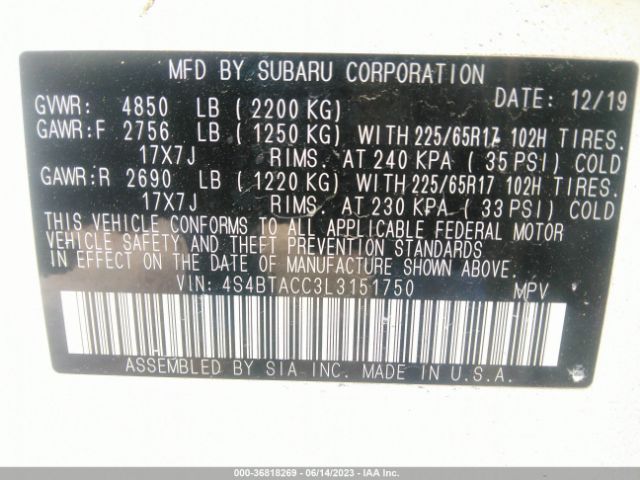 MFD BY SUBARU CORPORATION
DATE: 12/19
GVWR: 4850 LB (2200 KG)
GAWR:F 2756 LB (1250 KG) WITH 225/65R17 102H TIRES.
17X7J RIMS. AT 240 KPA (35 PSI) COLD
GAWR:R 2690 LB (1220 KG) WITH 225/65R17 102H TIRES.
17X7J RIMS. AT 230 KPA (33 PSI) COLD
THIS VEHICLE CONFORMS TO ALL APPLICABLE FEDERAL MOTOR
VEHICLE SAFETY AND THEFT PREVENTION STANDARDS
IN EFFECT ON THE DATE OF MANUFACTURE SHOWN ABOVE.
VIN: 4S4BTACC3L3151750 MPV
ASSEMBLED BY SIA INC. MADE IN U.S.A.
000-36818269 - 06/14/2023 - IAA Inc.